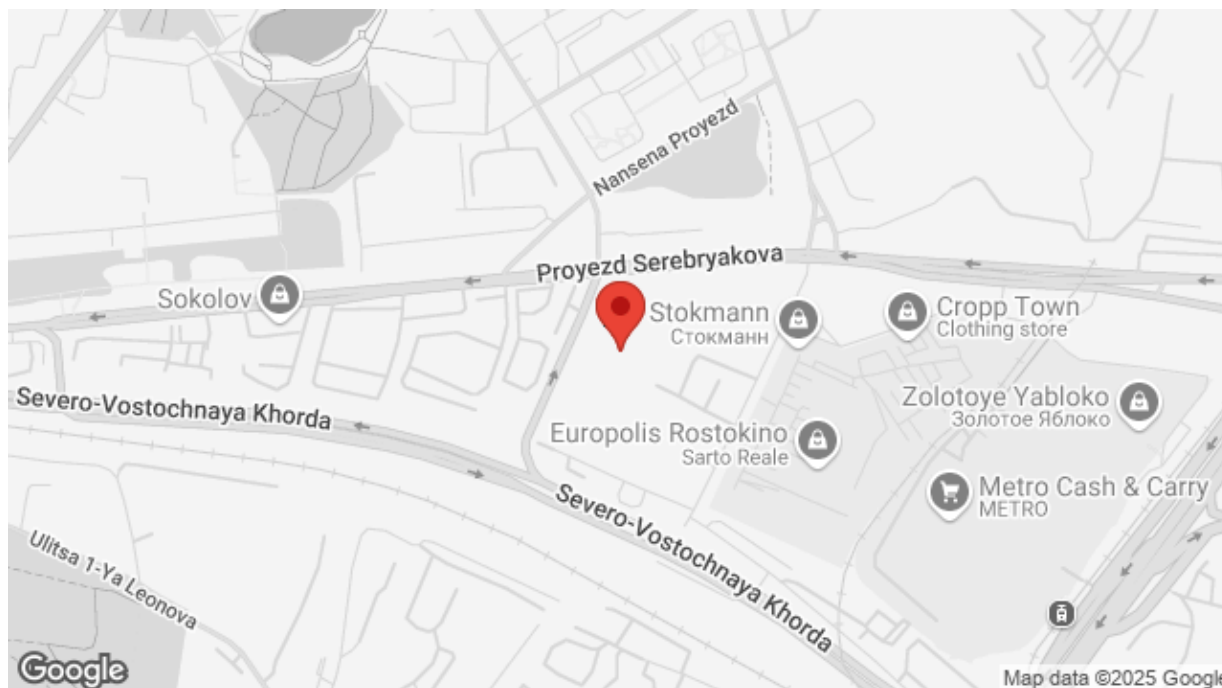 Nansena Proyezd
Proyezd Serebryakova
Sokolov
Stokmann
Стокманн
Cropp Town
Clothing store
Severo-Vostochnaya Khorda
Zolotoye Yabloko
Золотое Яблоко
Europolis Rostokino
Sarto Reale
Metro Cash & Carry
METRO
Severo-Vostochnaya Khorda
Ulitsa 1-Ya Leonova
Google
Map data ©2025 Google